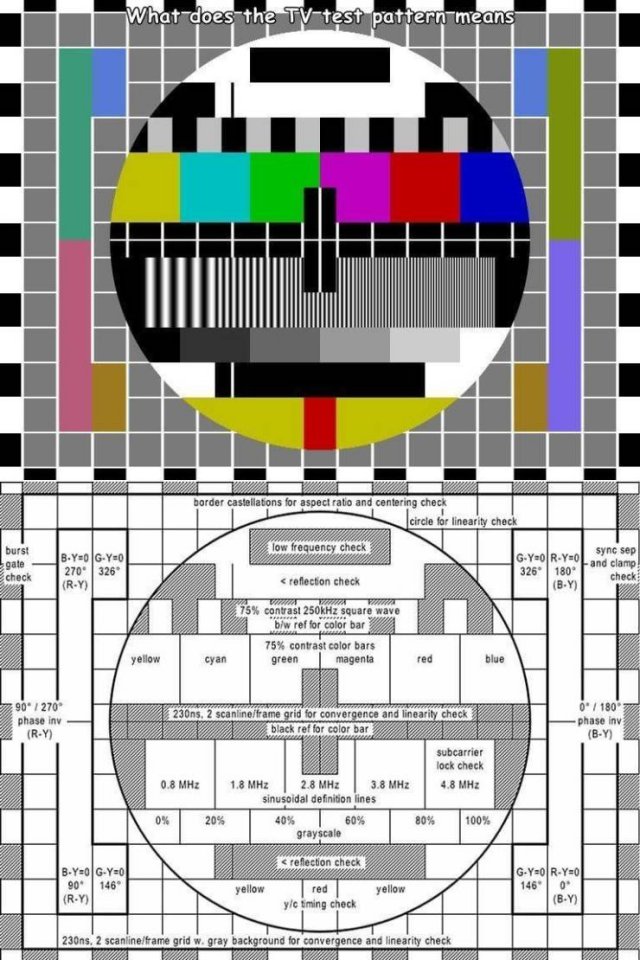 What does the TV test pattern means
border castellations for aspect ratio and centering check
circle for linearity check
burst
gate
check
B-Y=0
270°
(R-Y)
G-Y=0
326°
low frequency check
G-Y=0
326°
R-Y=0
180°
(B-Y)
sync sep
and clamp
check
< reflection check
75% contrast 250kHz square wave
b/w ref for color bar
75% contrast color bars
yellow cyan green magenta red blue
90° / 270°
phase inv
(R-Y)
230ns, 2 scanline/frame grid for convergence and linearity check
black ref for color bar
0° / 180°
phase inv
(B-Y)
subcarrier
lock check
0.8 MHz 1.8 MHz 2.8 MHz 3.8 MHz 4.8 MHz
sinusoidal definition lines
0% 20% 40% 60% 80% 100%
grayscale
< reflection check
B-Y=0
90°
(R-Y)
G-Y=0
146°
G-Y=0
146°
R-Y=0
0°
(B-Y)
yellow red yellow
y/c timing check
230ns, 2 scanline/frame grid w. gray background for convergence and linearity check